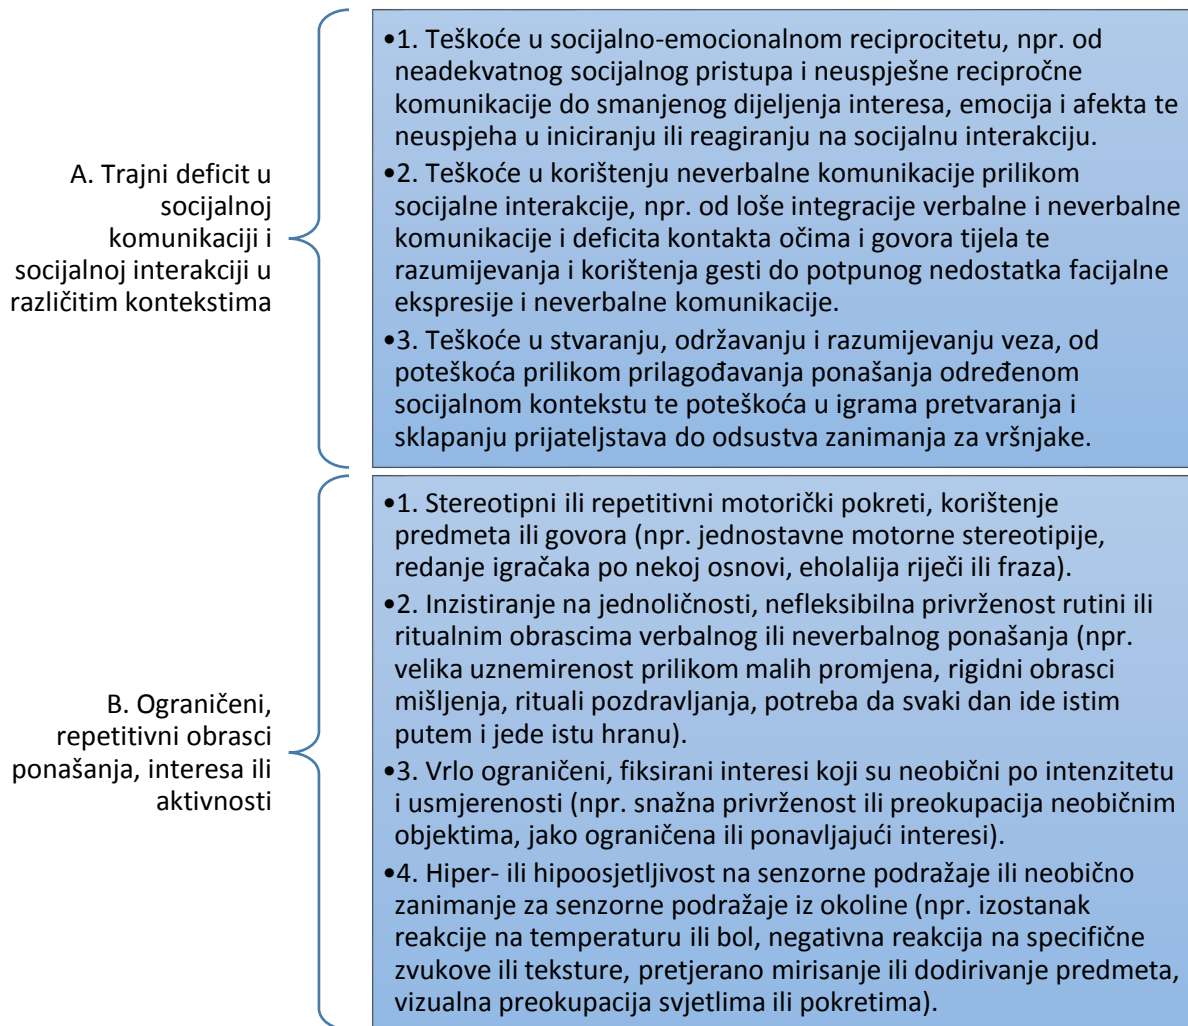 A. Trajni deficit u
socijalnoj
komunikaciji i
socijalnoj interakciji u
različitim kontekstima
•1. Teškoće u socijalno-emocionalnom reciprocitetu, npr. od
neadekvatnog socijalnog pristupa i neuspješne recipročne
komunikacije do smanjenog dijeljenja interesa, emocija i afekta te
neuspjeha u iniciranju ili reagiranju na socijalnu interakciju.
•2. Teškoće u korištenju neverbalne komunikacije prilikom
socijalne interakcije, npr. od loše integracije verbalne i neverbalne
komunikacije i deficita kontakta očima i govora tijela te
razumijevanja i korištenja gesti do potpunog nedostatka facijalne
ekspresije i neverbalne komunikacije.
•3. Teškoće u stvaranju, održavanju i razumijevanju veza, od
poteškoća prilikom prilagođavanja ponašanja određenom
socijalnom kontekstu te poteškoća u igrama pretvaranja i
sklapanju prijateljstava do odsustva zanimanja za vršnjake.
B. Ograničeni,
repetitivni obrasci
ponašanja, interesa ili
aktivnosti
•1. Stereotipni ili repetitivni motorički pokreti, korištenje
predmeta ili govora (npr. jednostavne motorne stereotipije,
redanje igračaka po nekoj osnovi, eholalija riječi ili fraza).
•2. Inzistiranje na jednoličnosti, nefleksibilna privrženost rutini ili
ritualnim obrascima verbalnog ili neverbalnog ponašanja (npr.
velika uznemirenost prilikom malih promjena, rigidni obrasci
mišljenja, rituali pozdravljanja, potreba da svaki dan ide istim
putem i jede istu hranu).
•3. Vrlo ograničeni, fiksirani interesi koji su neobični po intenzitetu
i usmjerenosti (npr. snažna privrženost ili preokupacija neobičnim
objektima, jako ograničena ili ponavljajući interesi).
•4. Hiper- ili hipoosjetljivost na senzorne podražaje ili neobično
zanimanje za senzorne podražaje iz okoline (npr. izostanak
reakcije na temperaturu ili bol, negativna reakcija na specifične
zvukove ili teksture, pretjerano mirisanje ili dodirivanje predmeta,
vizualna preokupacija svjetlima ili pokretima).